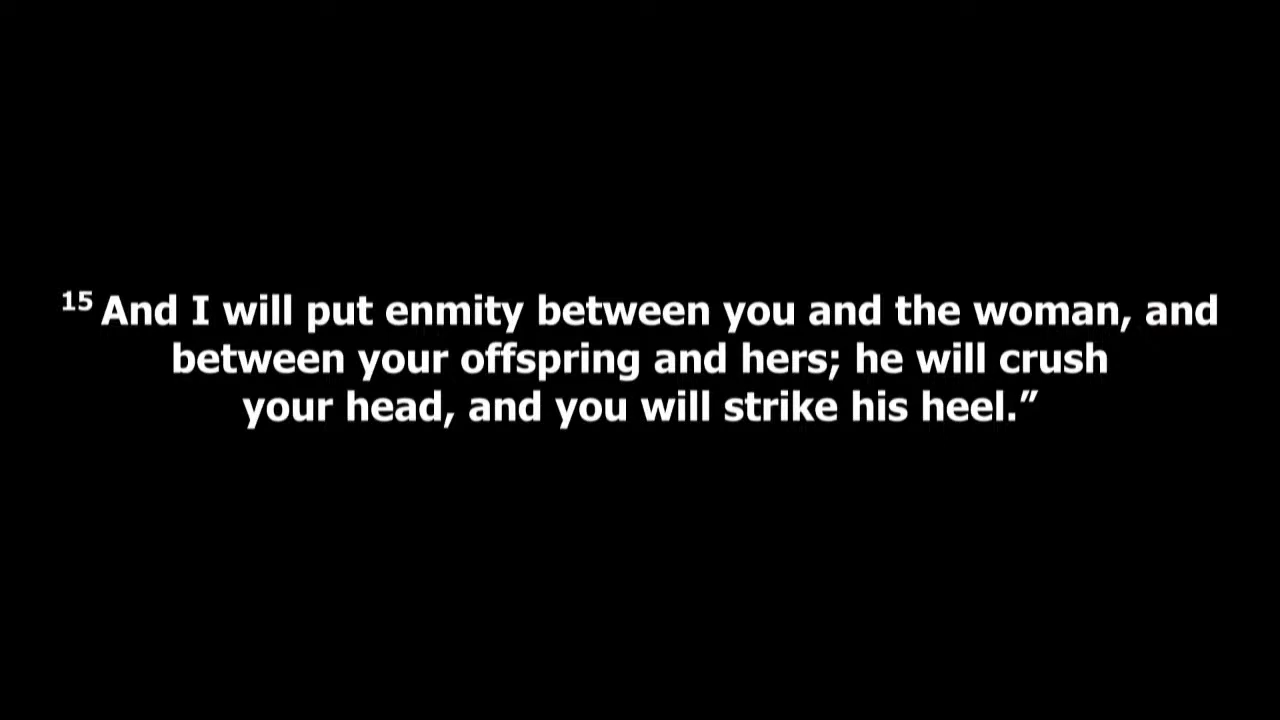 15 And I will put enmity between you and the woman, and
between your offspring and hers; he will crush
your head, and you will strike his heel.”